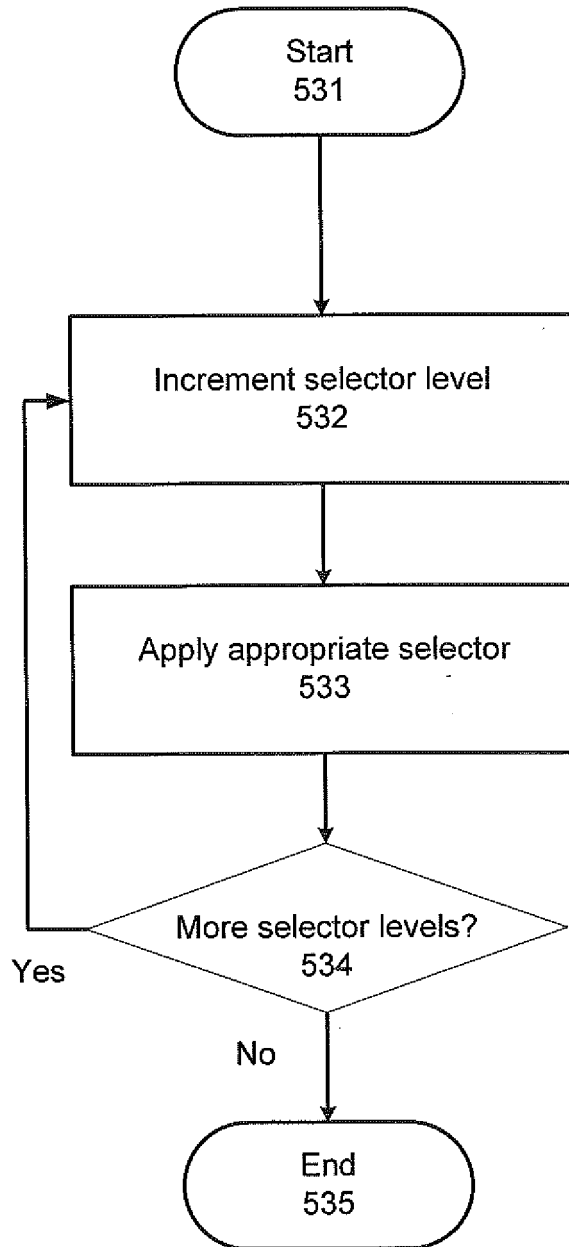 Start
531
Increment selector level
532
Apply appropriate selector
533
More selector levels?
534
Yes
No
End
535